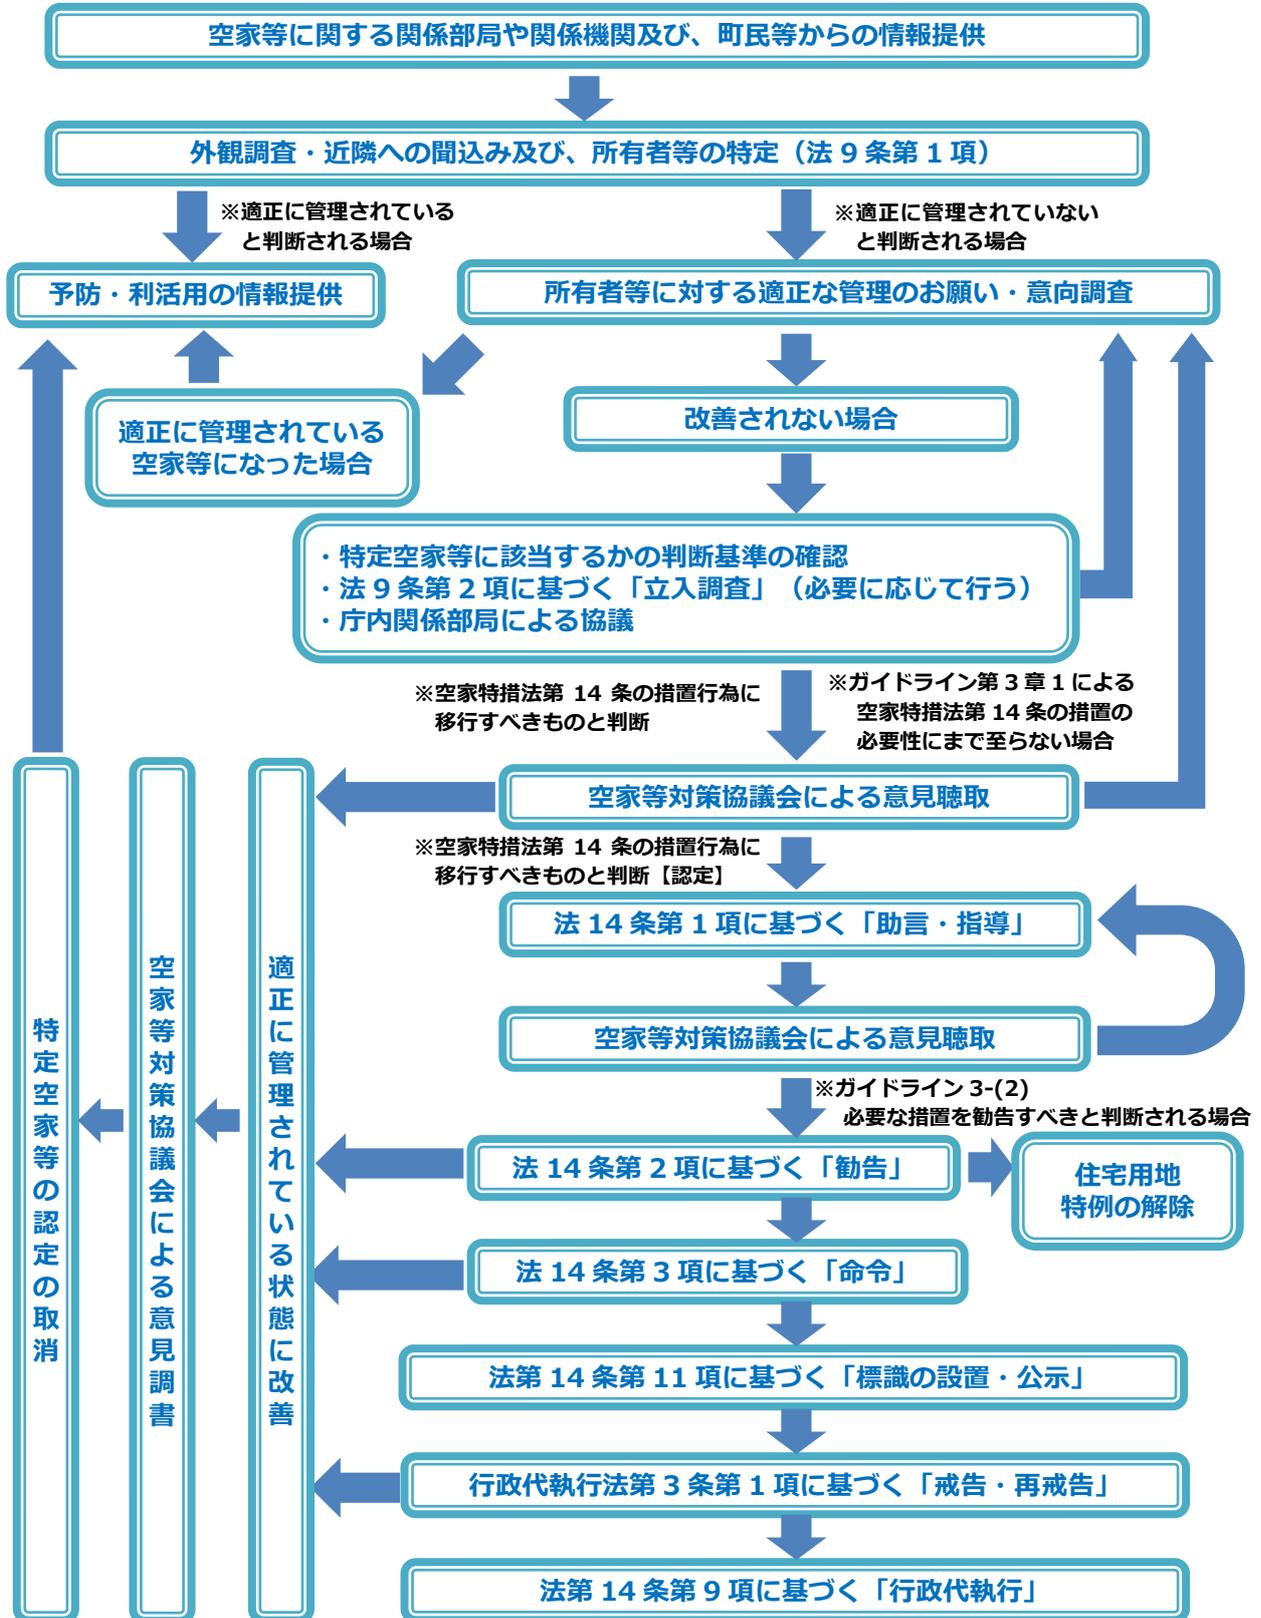 空家等に関する関係部局や関係機関及び、町民等からの情報提供
外観調査・近隣への聞込み及び、所有者等の特定（法９条第１項）
※適正に管理されている
と判断される場合
※適正に管理されていない
と判断される場合
予防・利活用の情報提供
所有者等に対する適正な管理のお願い・意向調査
適正に管理されている
空家等になった場合
改善されない場合
・特定空家等に該当するかの判断基準の確認
・法９条第２項に基づく「立入調査」（必要に応じて行う）
・庁内関係部局による協議
※空家特措法第 14 条の措置行為に
移行すべきものと判断
※ガイドライン第３章１による
空家特措法第 14 条の措置の
必要性にまで至らない場合
空家等対策協議会による意見聴取
※空家特措法第 14 条の措置行為に
移行すべきものと判断【認定】
法 14 条第１項に基づく「助言・指導」
空家等対策協議会による意見聴取
※ガイドライン 3-(2)
必要な措置を勧告すべきと判断される場合
法 14 条第２項に基づく「勧告」
住宅用地
特例の解除
法 14 条第３項に基づく「命令」
法第 14 条第 11 項に基づく「標識の設置・公示」
行政代執行法第３条第１項に基づく「戒告・再戒告」
法第 14 条第９項に基づく「行政代執行」
適正に管理されている状態に改善
空家等対策協議会による意見調書
特定空家等の認定の取消